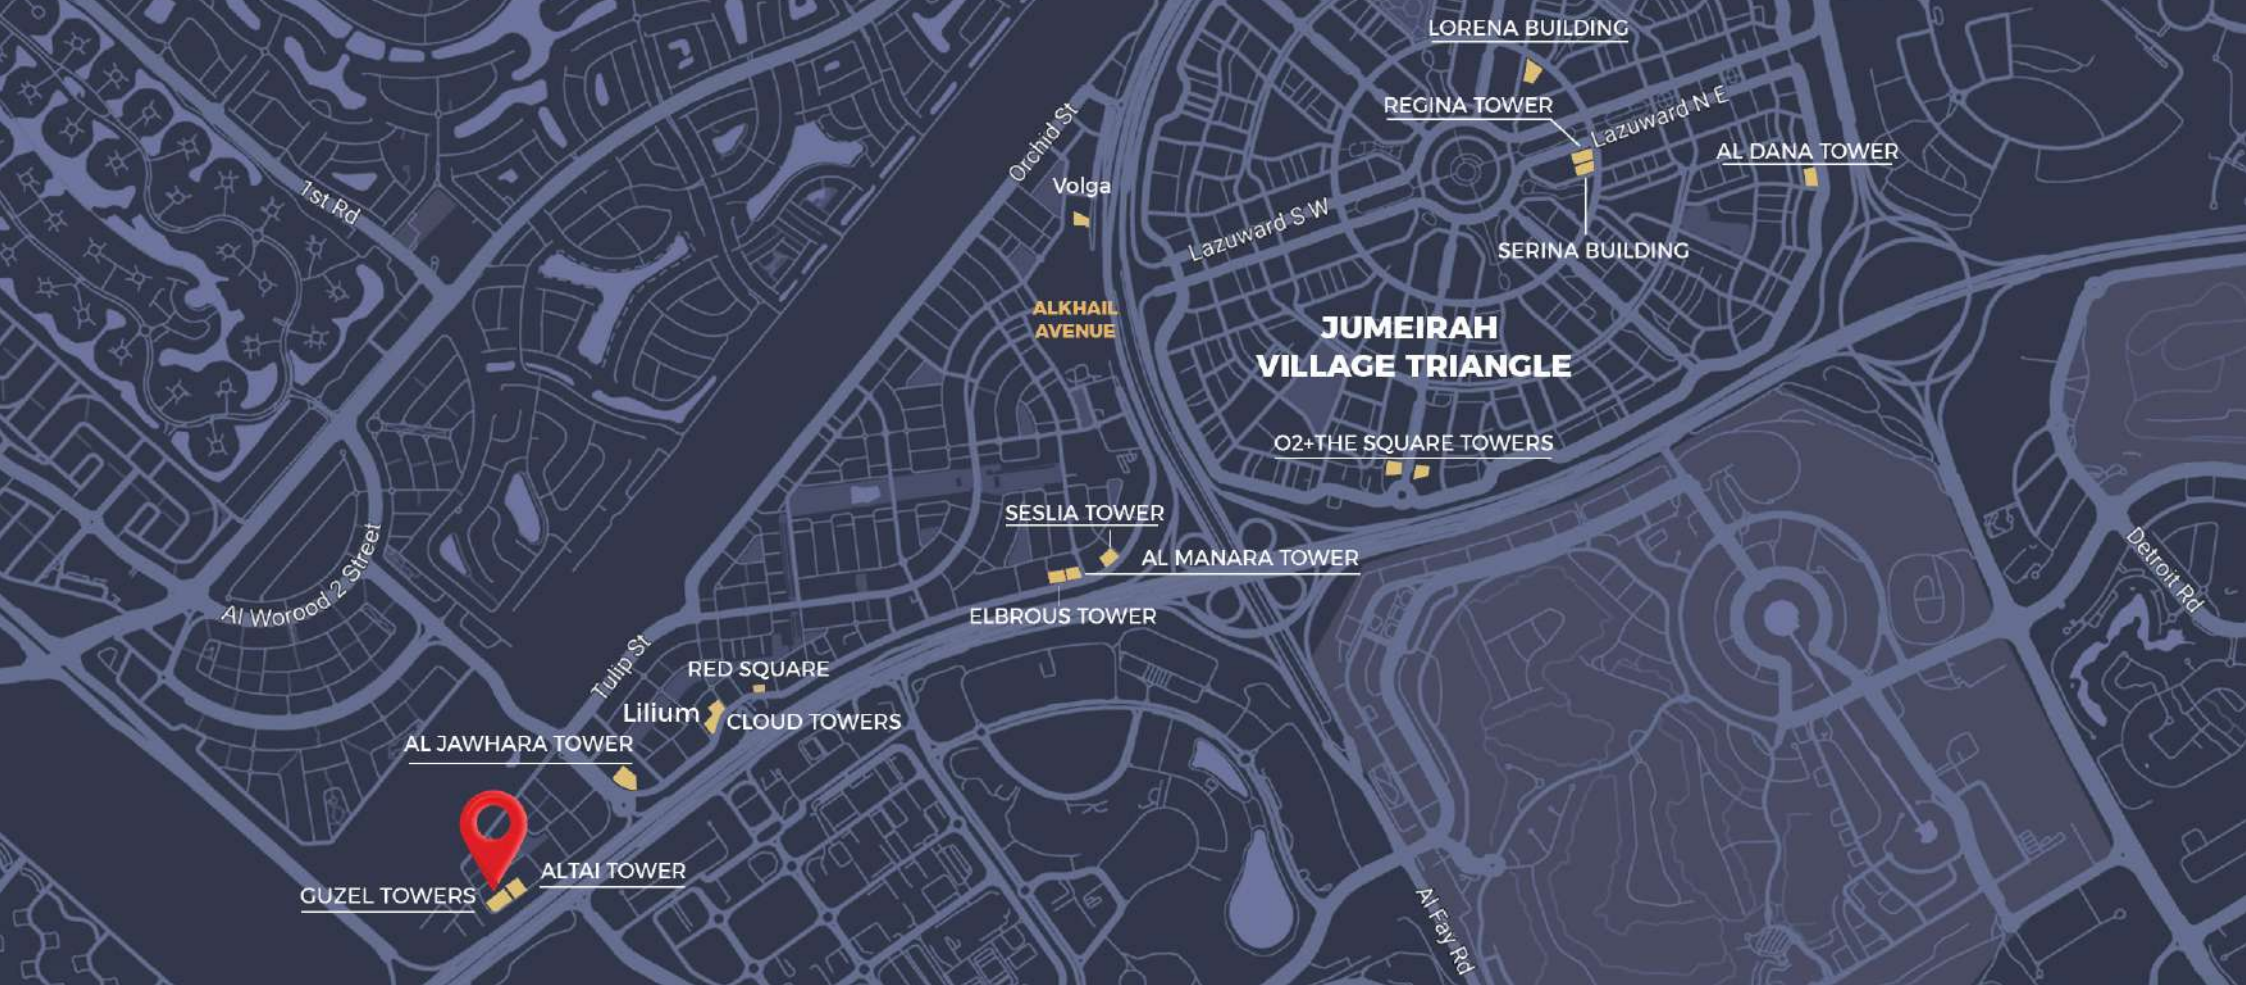 LORENA BUILDING
REGINA TOWER
Lazuward N E
Orchid St
AL DANA TOWER
Volga
1st Rd
Lazuward S W
SERINA BUILDING
ALKHAIL
AVENUE
JUMEIRAH
VILLAGE TRIANGLE
O2+THE SQUARE TOWERS
SESLIA TOWER
AL MANARA TOWER
Detroit Rd
Al Worood 2 Street
ELBROUS TOWER
Tulip St
RED SQUARE
Lilium
CLOUD TOWERS
AL JAWHARA TOWER
ALTAI TOWER
GUZEL TOWERS
Al Fay Rd